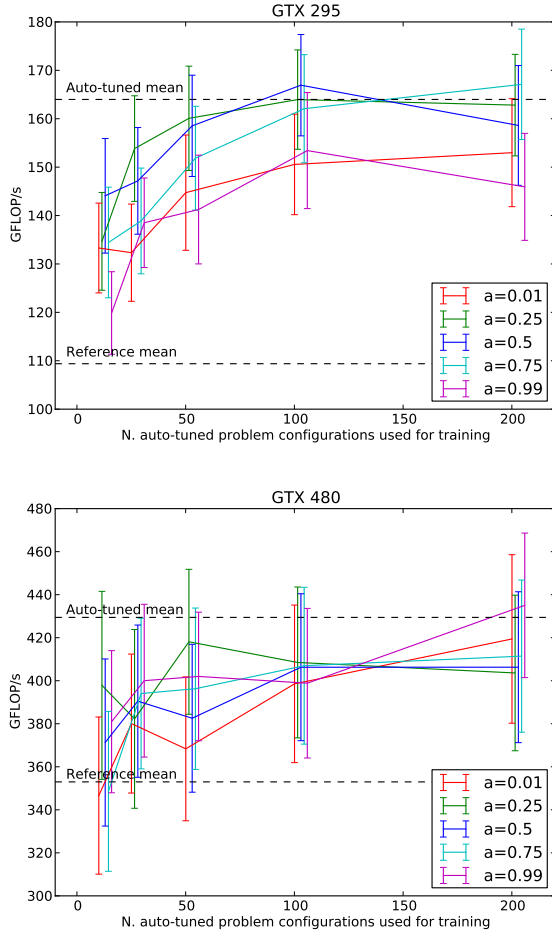 GTX 295
180
170
Auto-tuned mean
160
150
GFLOP/s
140
130
120
Reference mean
110
100
a=0.01
a=0.25
a=0.5
a=0.75
a=0.99
0 50 100 150 200
N. auto-tuned problem configurations used for training
GTX 480
480
460
440
Auto-tuned mean
420
400
GFLOP/s
380
360
Reference mean
340
320
300
a=0.01
a=0.25
a=0.5
a=0.75
a=0.99
0 50 100 150 200
N. auto-tuned problem configurations used for training